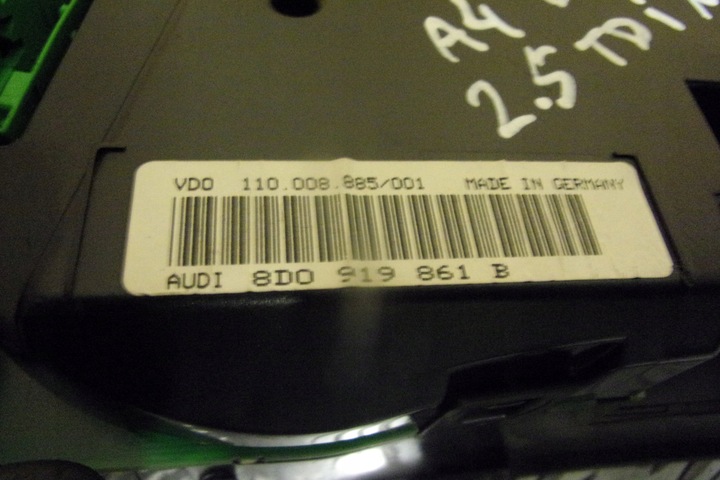 A4
2.5 TDi
VDO 110.008.885/001 MADE IN GERMANY
AUDI 8D0 919 861 B